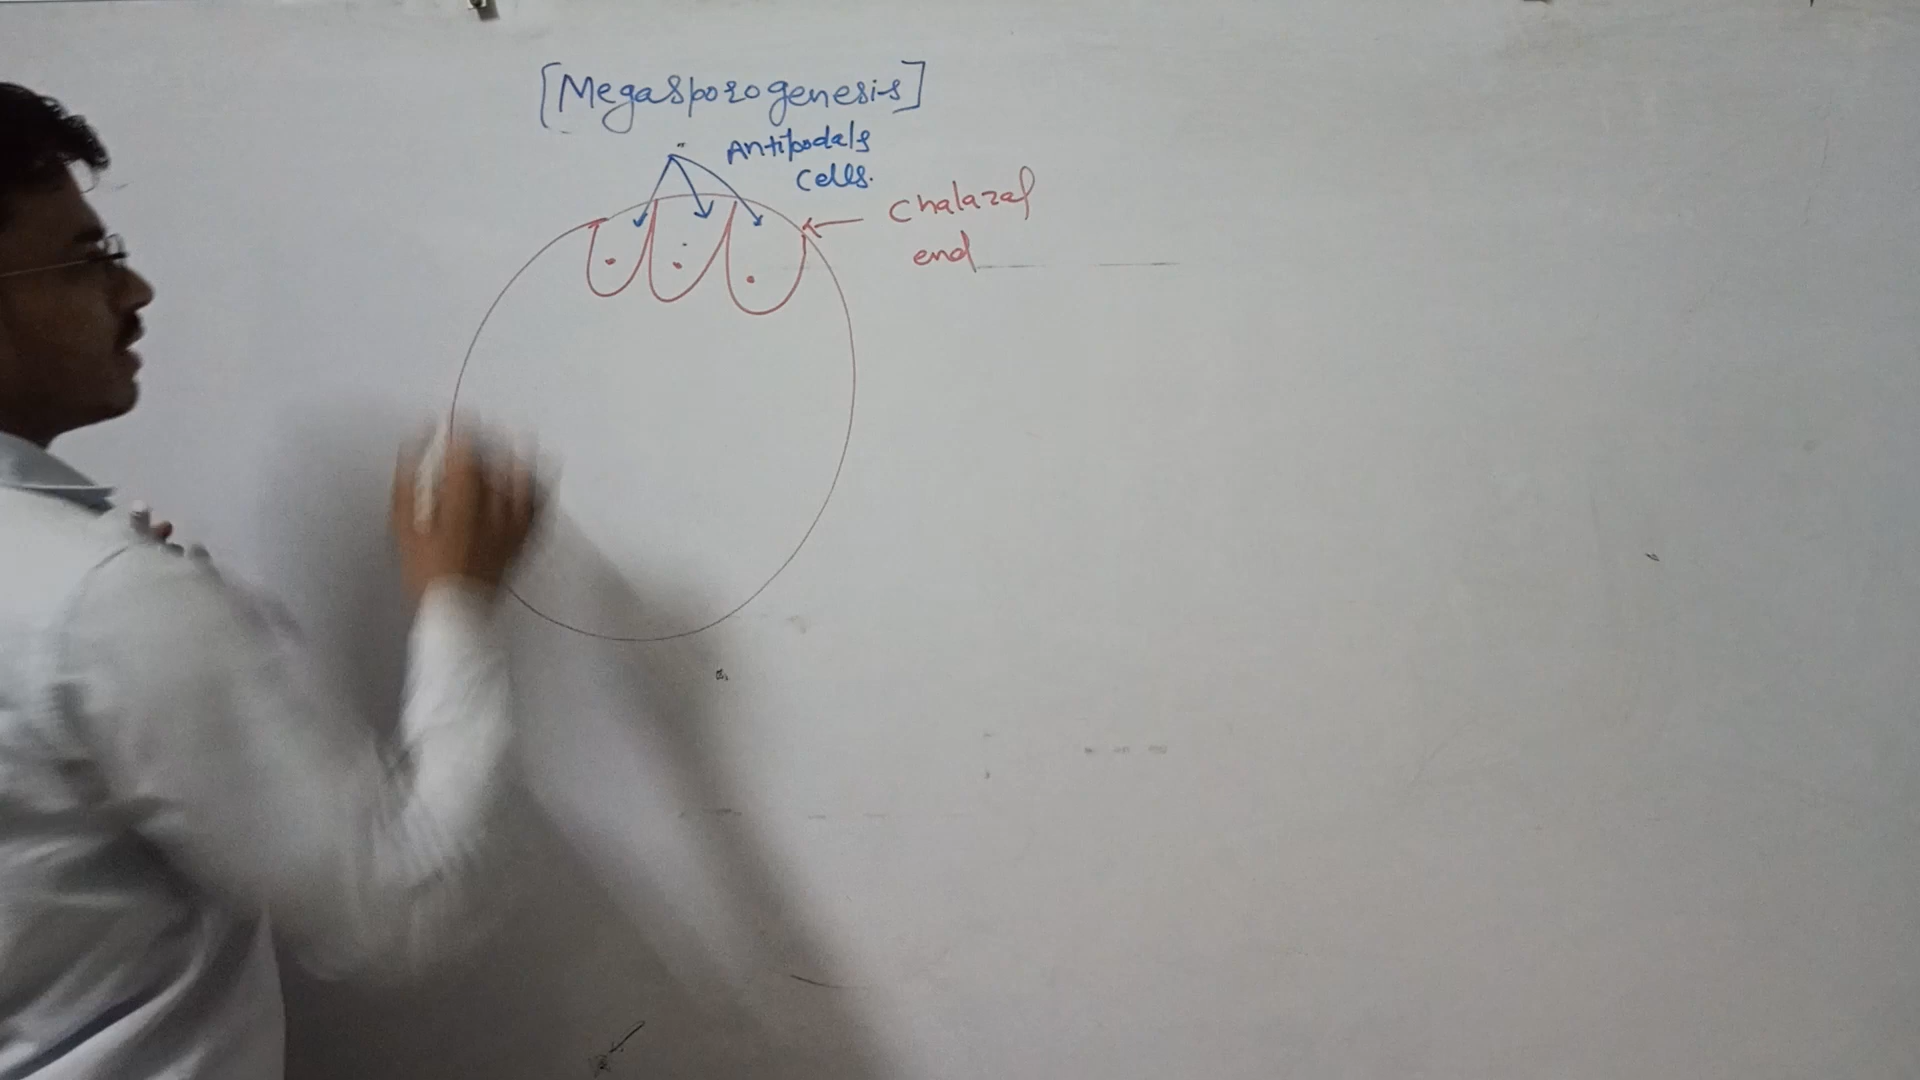 [Megasporogenesis]
Antipodals
cells.
Chalazal
end